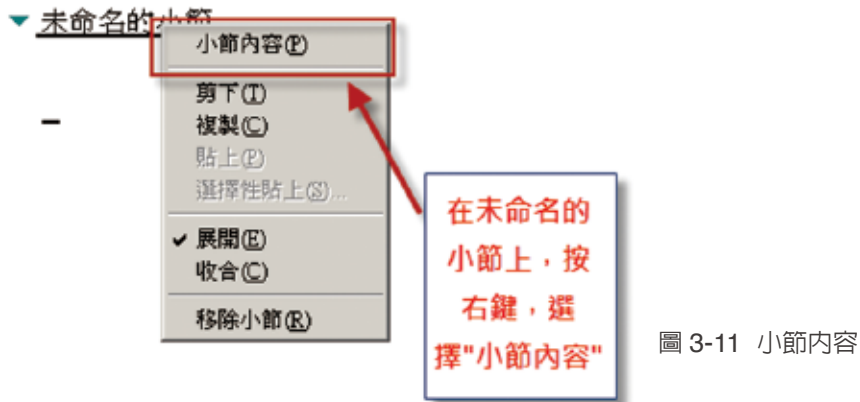 未命名的小節
小節內容(P)
剪下(T)
複製(C)
貼上(P)
選擇性貼上(S)...
展開(E)
收合(C)
移除小節(R)
在未命名的
小節上，按
右鍵，選
擇"小節內容"
圖 3-11 小節內容